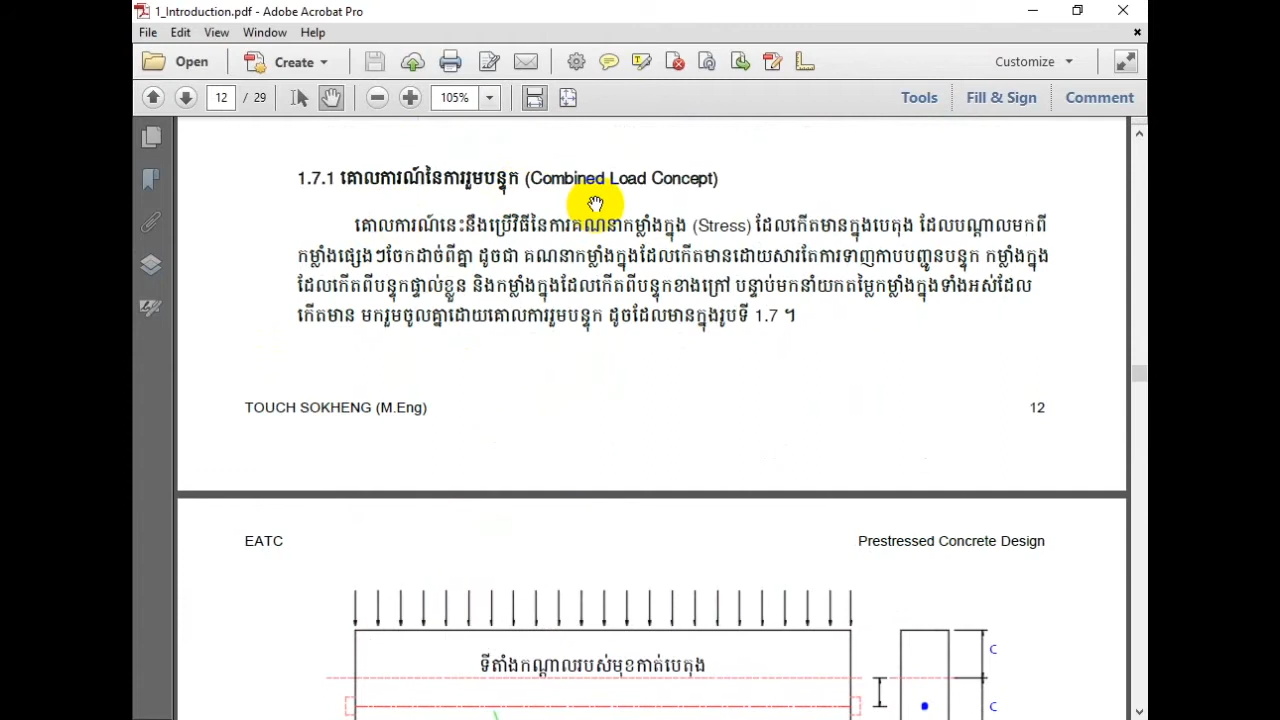 1_Introduction.pdf - Adobe Acrobat Pro
File Edit View Window Help
Open Create Customize
12 / 29 105% Tools Fill & Sign Comment
1.7.1 គោលការណ៍នៃការរួមបន្ទុក (Combined Load Concept)
គោលការណ៍នេះនឹងប្រើវិធីនៃការគណនាកម្លាំងក្នុង (Stress) ដែលកើតមានក្នុងបេតុង ដែលបណ្តាលមកពី
កម្លាំងផ្សេងៗចែកដាច់ពីគ្នា ដូចជា គណនាកម្លាំងក្នុងដែលកើតមានដោយសារតែការទាញកាបបញ្ជូនបន្ទុក កម្លាំងក្នុង
ដែលកើតពីបន្ទុកផ្ទាល់ខ្លួន និងកម្លាំងក្នុងដែលកើតពីបន្ទុកខាងក្រៅ បន្ទាប់មកនាំយកតម្លៃកម្លាំងក្នុងទាំងអស់ដែល
កើតមាន មករួមចូលគ្នាដោយគោលការរួមបន្ទុក ដូចដែលមានក្នុងរូបទី 1.7 ។
TOUCH SOKHENG (M.Eng) 12
EATC Prestressed Concrete Design
ទីតាំងកណ្តាលរបស់មុខកាត់បេតុង
C
C